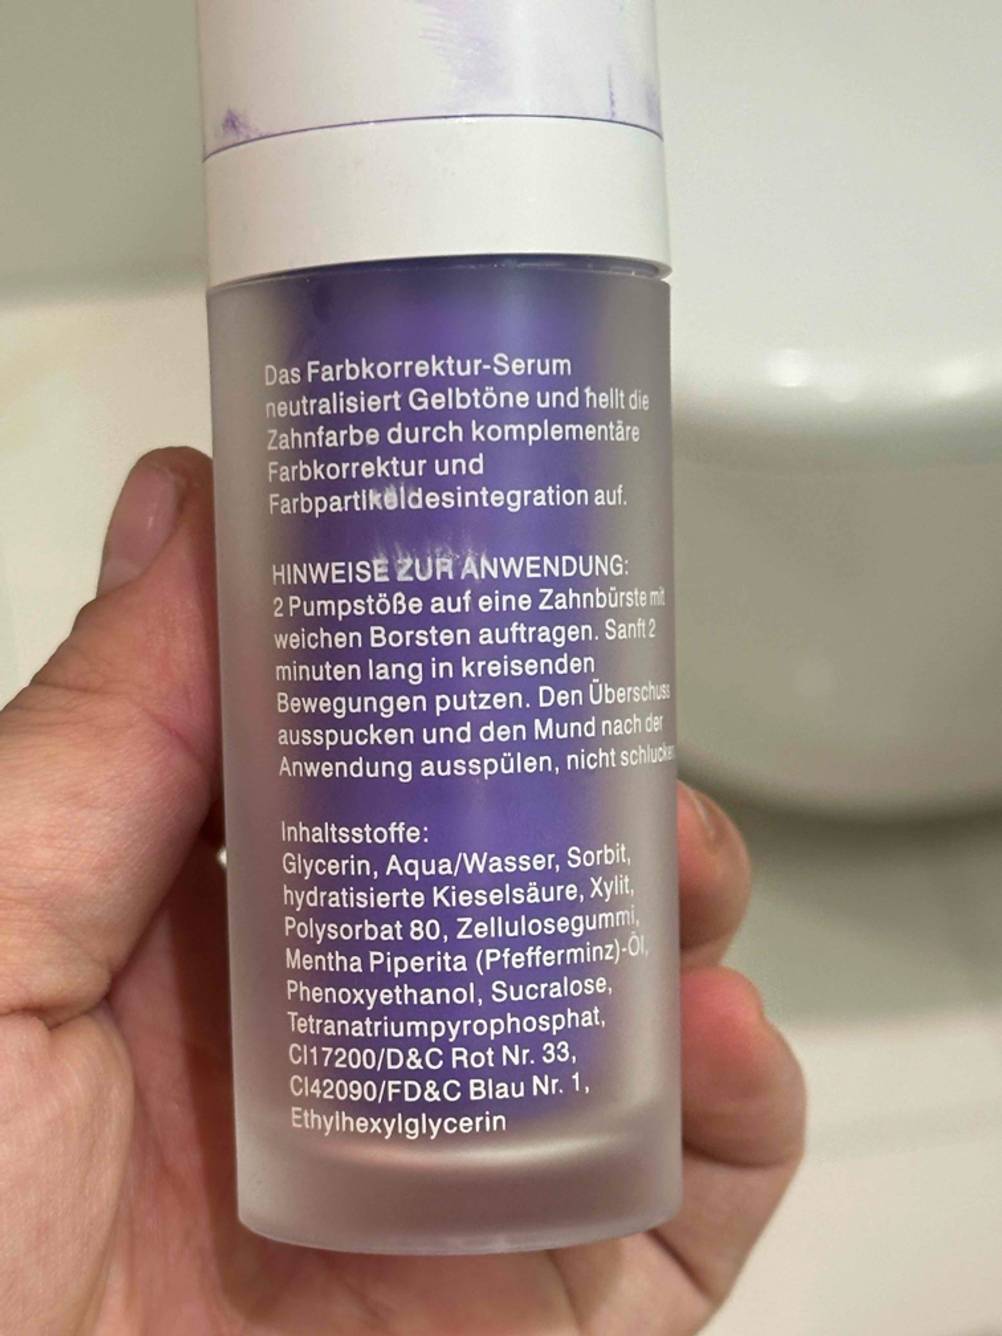 Das Farbkorrektur-Serum
neutralisiert Gelbtöne und hellt die
Zahnfarbe durch komplementäre
Farbkorrektur und
Farbpartikeldesintegration auf.
HINWEISE ZUR ANWENDUNG:
2 Pumpstöße auf eine Zahnbürste mit
weichen Borsten auftragen. Sanft 2
minuten lang in kreisenden
Bewegungen putzen. Den Überschuss
ausspucken und den Mund nach der
Anwendung ausspülen, nicht schlucken.
Inhaltsstoffe:
Glycerin, Aqua/Wasser, Sorbit,
hydratisierte Kieselsäure, Xylit,
Polysorbat 80, Zellulosegummi,
Mentha Piperita (Pfefferminz)-Öl,
Phenoxyethanol, Sucralose,
Tetranatriumpyrophosphat,
CI17200/D&C Rot Nr. 33,
CI42090/FD&C Blau Nr. 1,
Ethylhexylglycerin